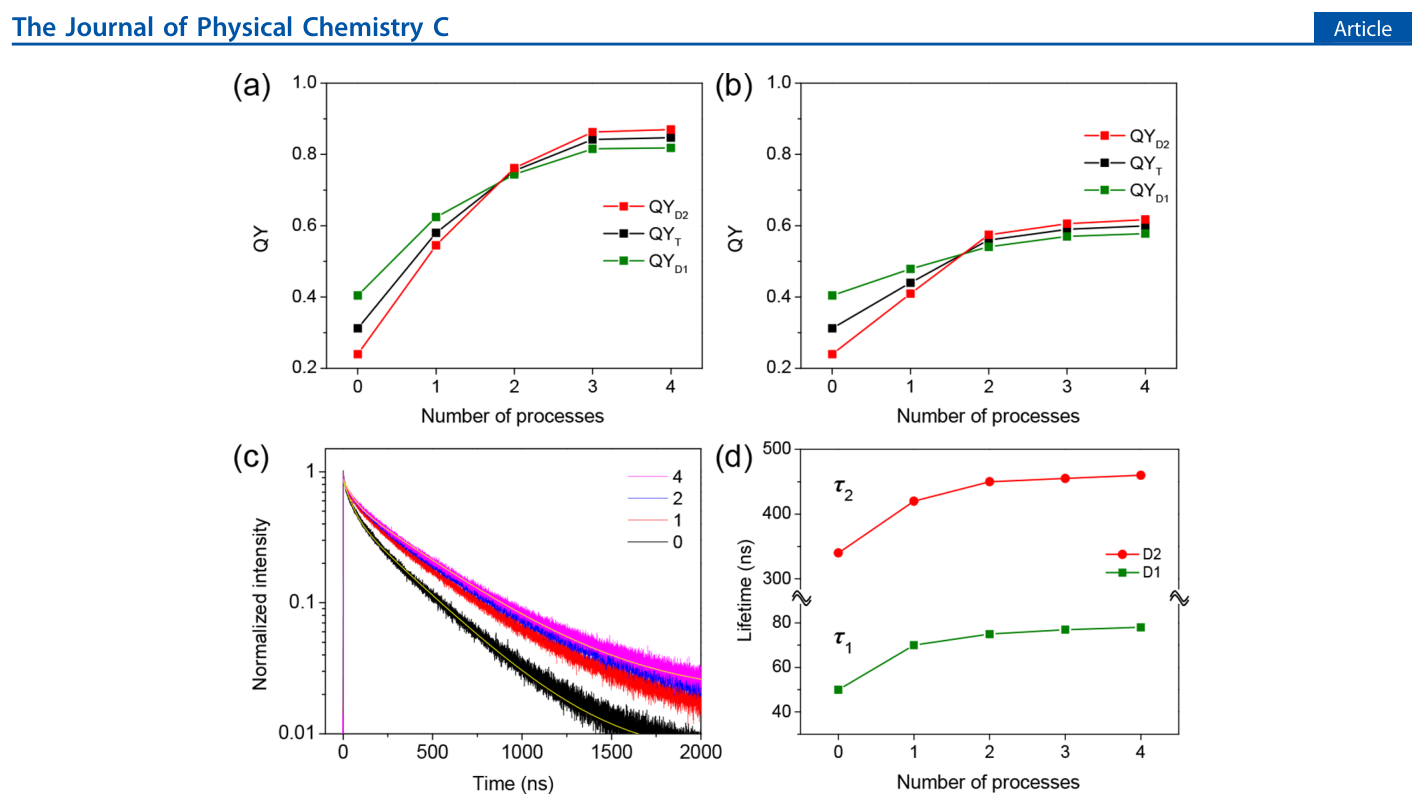 The Journal of Physical Chemistry C
Article
(a)
1.0
0.8
0.6
0.4
0.2
QY
QY_D2
QY_T
QY_D1
0 1 2 3 4
Number of processes
(b)
1.0
0.8
0.6
0.4
0.2
QY
QY_D2
QY_T
QY_D1
0 1 2 3 4
Number of processes
(c)
1
0.1
0.01
Normalized intensity
4
2
1
0
0 500 1000 1500 2000
Time (ns)
(d)
500
400
300
80
60
40
Lifetime (ns)
τ2
τ1
D2
D1
0 1 2 3 4
Number of processes